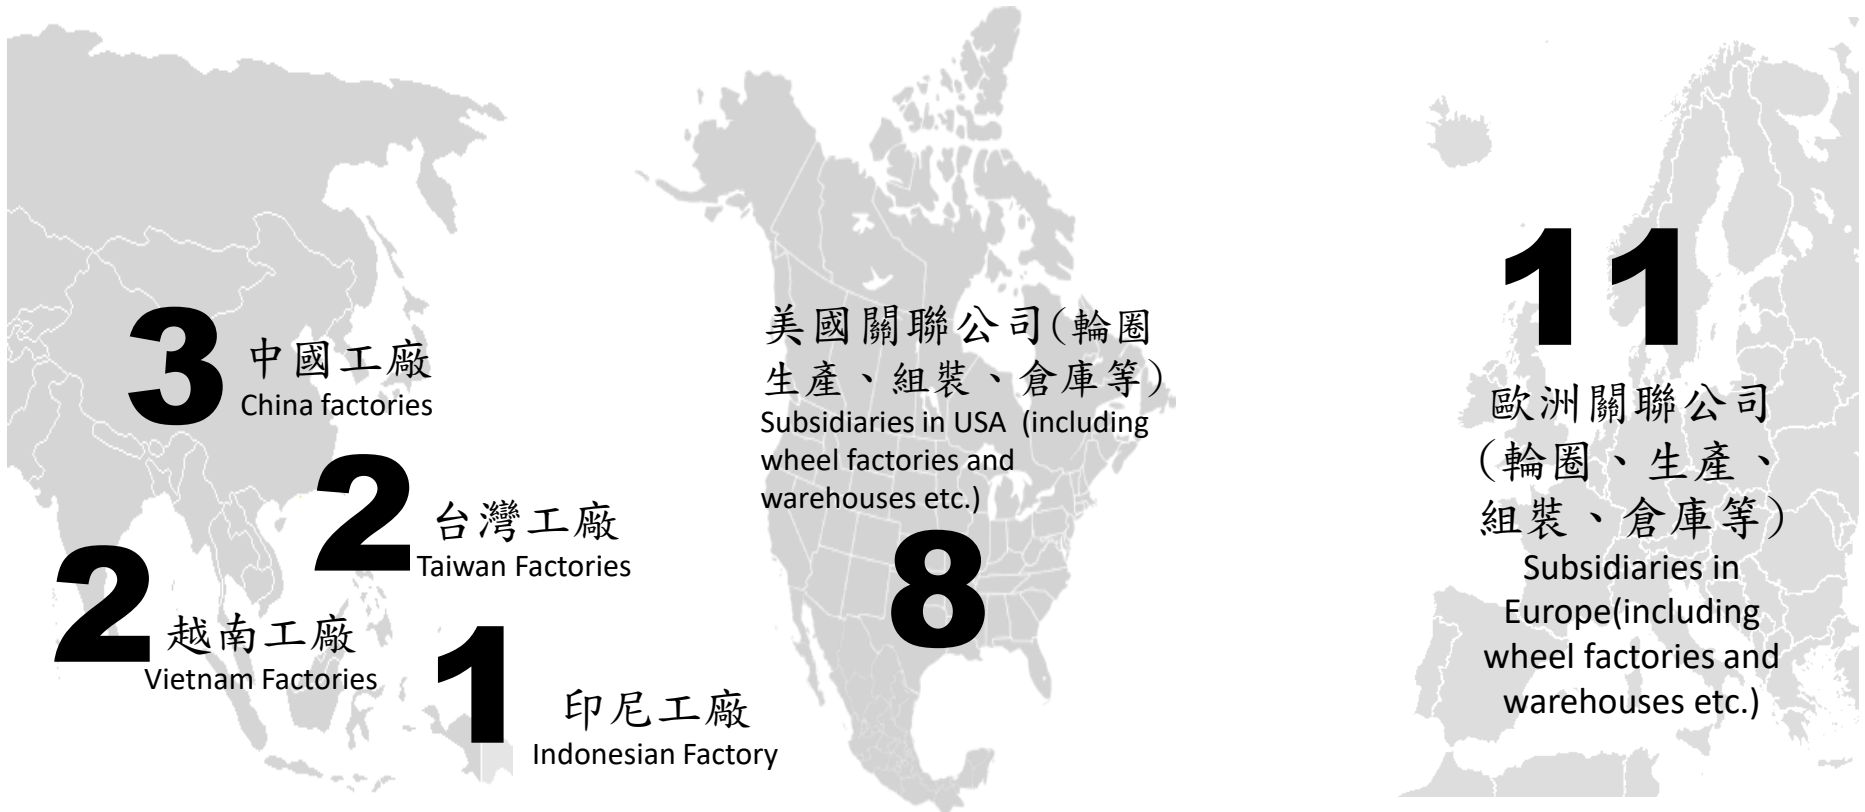 3
中國工廠
China factories
2
台灣工廠
Taiwan Factories
2
越南工廠
Vietnam Factories
1
印尼工廠
Indonesian Factory
美國關聯公司(輪圈
生產、組裝、倉庫等)
Subsidiaries in USA (including
wheel factories and
warehouses etc.)
8
11
歐洲關聯公司
(輪圈、生產、
組裝、倉庫等)
Subsidiaries in
Europe(including
wheel factories and
warehouses etc.)